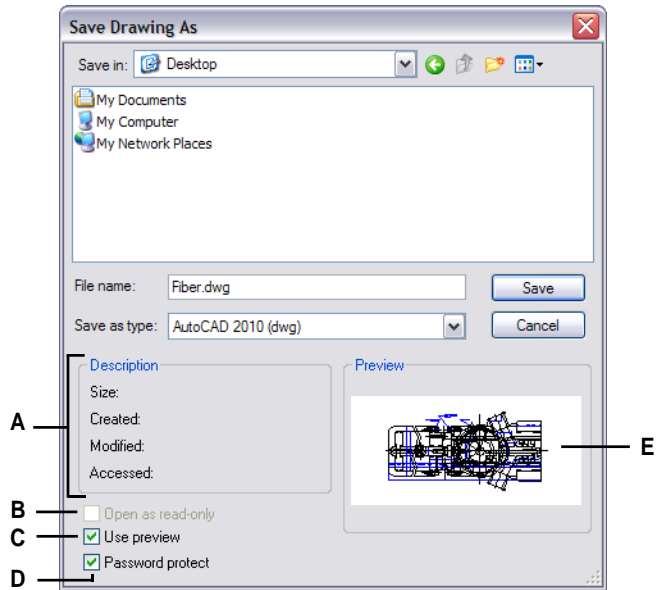 Save Drawing As
Save in: Desktop
My Documents
My Computer
My Network Places
File name: Fiber.dwg Save
Save as type: AutoCAD 2010 (dwg) Cancel
Description Preview
Size:
Created:
A
Modified:
E
Accessed:
B Open as read-only
C Use preview
D Password protect